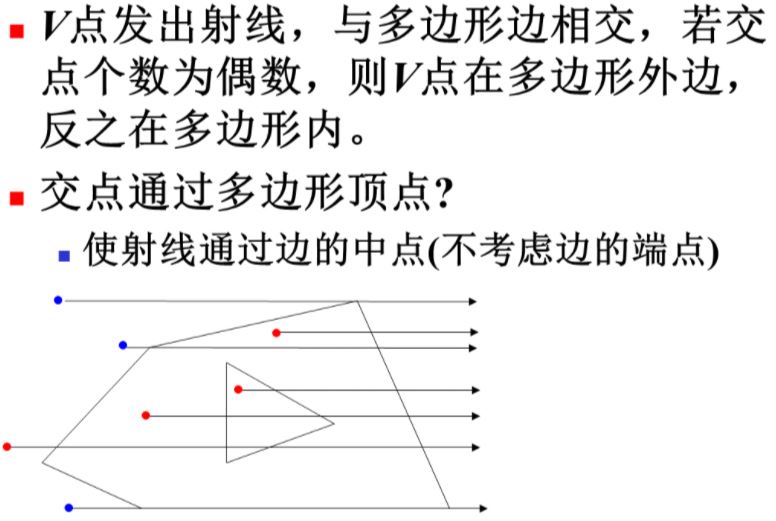 V点发出射线，与多边形边相交，若交
点个数为偶数，则V点在多边形外边，
反之在多边形内。
交点通过多边形顶点?
使射线通过边的中点(不考虑边的端点)